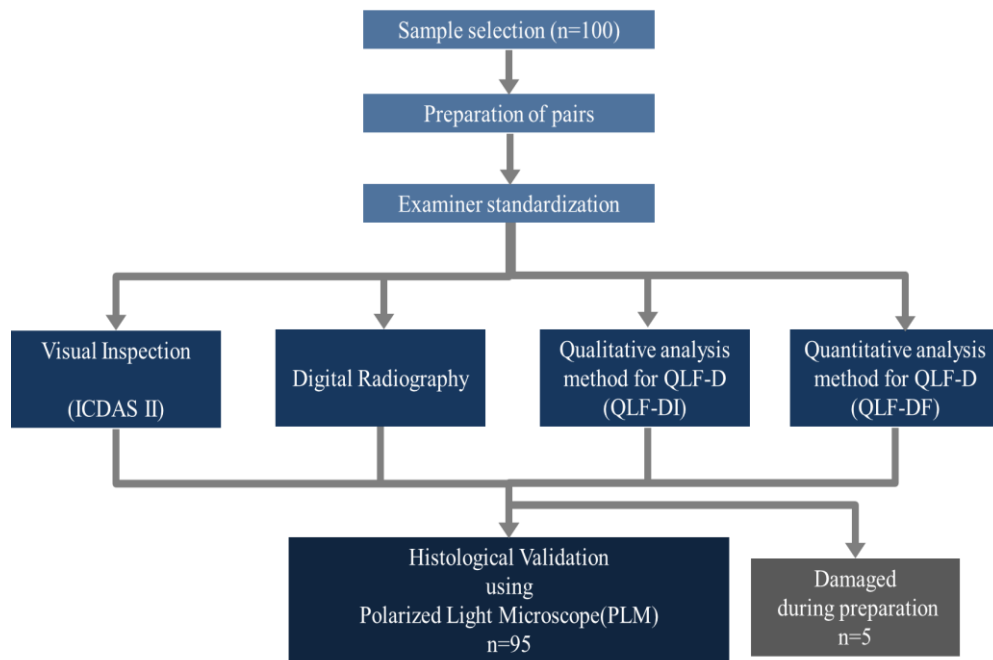 Sample selection (n=100)
Preparation of pairs
Examiner standardization
Visual Inspection
(ICDAS II)
Digital Radiography
Qualitative analysis
method for QLF-D
(QLF-DI)
Quantitative analysis
method for QLF-D
(QLF-DF)
Histological Validation
using
Polarized Light Microscope(PLM)
n=95
Damaged
during preparation
n=5